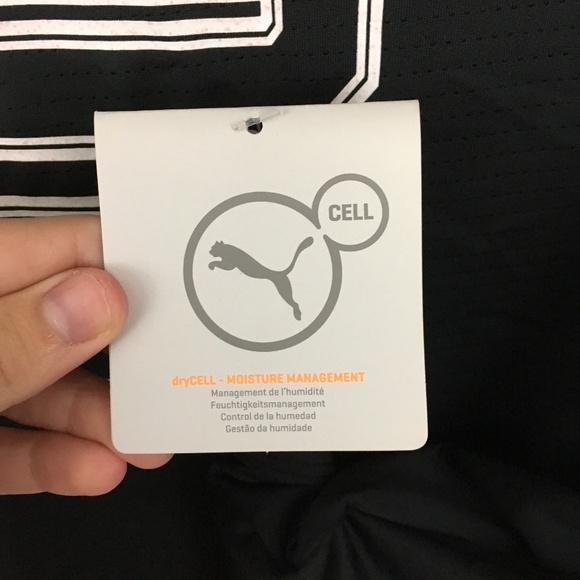 CELL
dryCELL - MOISTURE MANAGEMENT
Management de l'humidité
Feuchtigkeitsmanagement
Control de la humedad
Gestão da humidade